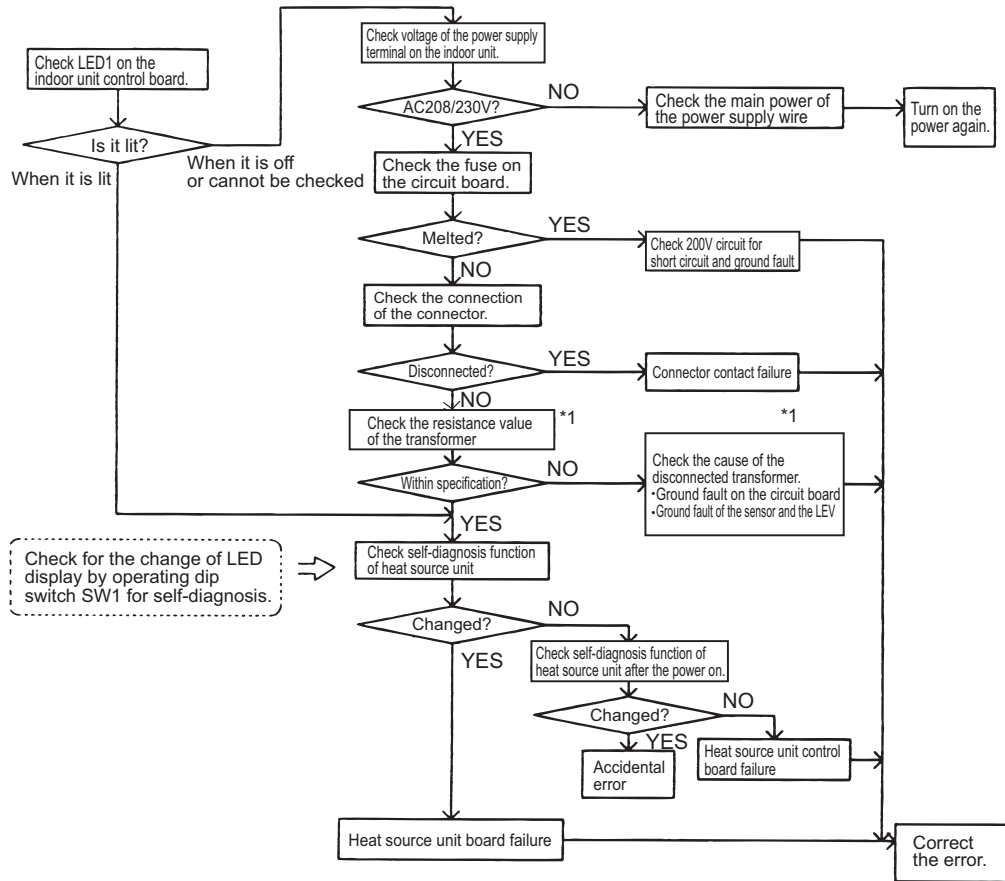 Check LED1 on the
indoor unit control board.
Is it lit?
When it is lit
When it is off
or cannot be checked
Check voltage of the power supply
terminal on the indoor unit.
AC208/230V?
NO
Check the main power of
the power supply wire
Turn on the
power again.
YES
Check the fuse on
the circuit board.
Melted?
YES
Check 200V circuit for
short circuit and ground fault
NO
Check the connection
of the connector.
Disconnected?
YES
Connector contact failure
NO
Check the resistance value
of the transformer
*1
*1
Within specification?
NO
Check the cause of the
disconnected transformer.
•Ground fault on the circuit board
•Ground fault of the sensor and the LEV
YES
Check for the change of LED
display by operating dip
switch SW1 for self-diagnosis.
Check self-diagnosis function
of heat source unit
Changed?
NO
YES
Check self-diagnosis function of
heat source unit after the power on.
Changed?
NO
YES
Accidental
error
Heat source unit control
board failure
Heat source unit board failure
Correct
the error.